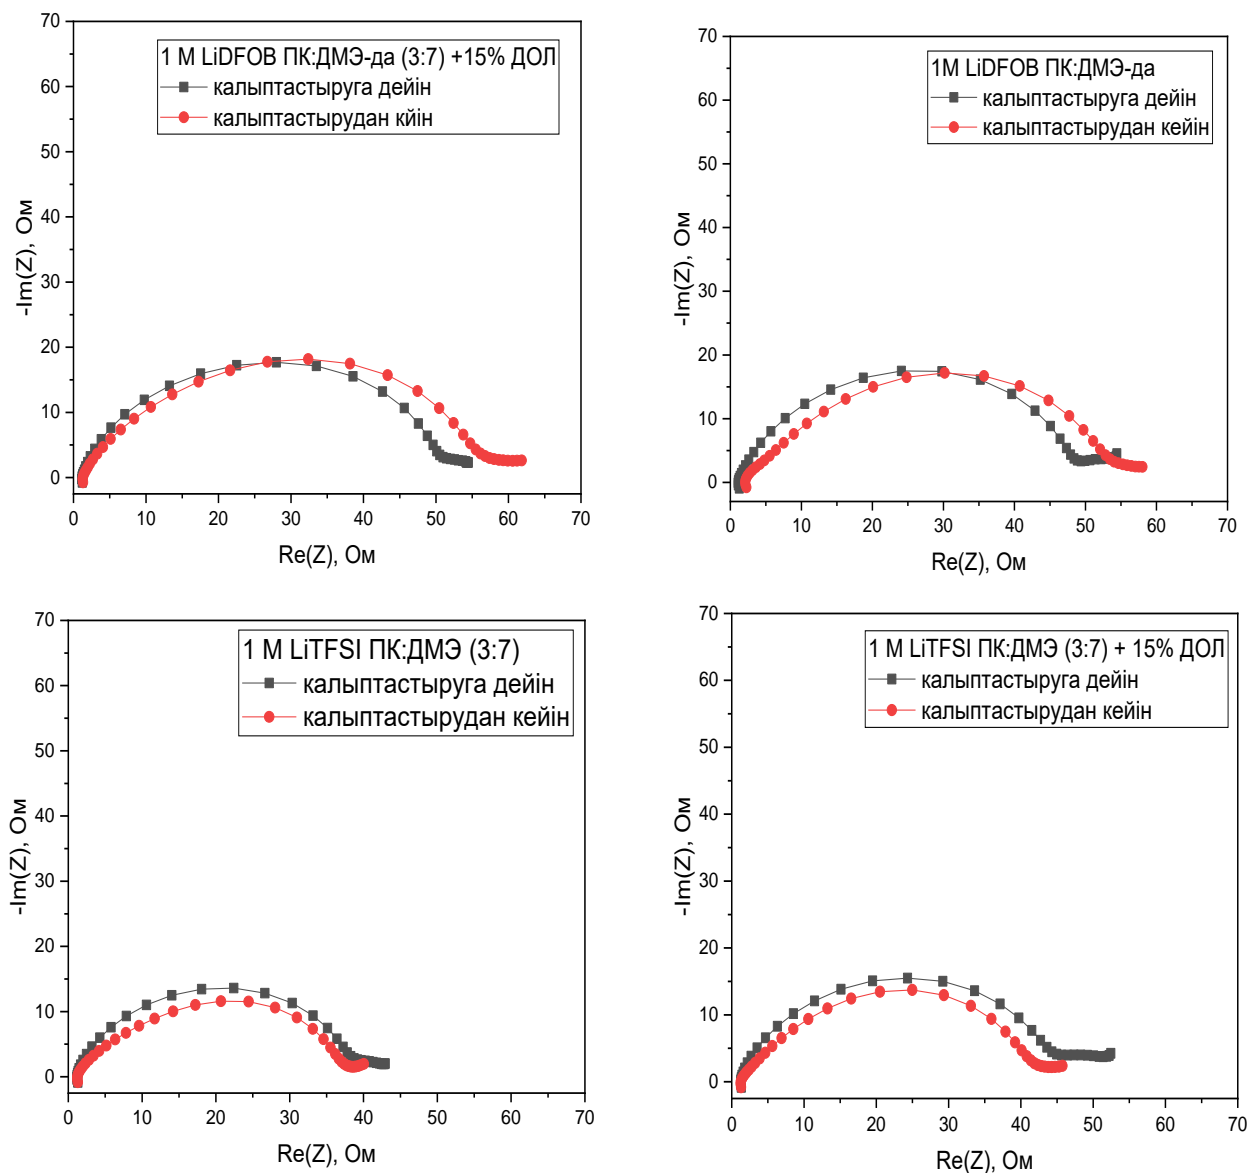 1 M LiDFOB ПК:ДМЭ-да (3:7) +15% ДОЛ
калыптастыруга дейін
калыптастырудан кйін
70
60
50
40
30
20
10
0
-Im(Z), Ом
0 10 20 30 40 50 60 70
Re(Z), Ом
1M LiDFOB ПК:ДМЭ-да
калыптастыруга дейін
калыптастырудан кейін
70
60
50
40
30
20
10
0
-Im(Z), Ом
0 10 20 30 40 50 60 70
Re(Z), Ом
1 M LiTFSI ПК:ДМЭ (3:7)
калыптастыруга дейін
калыптастырудан кейін
70
60
50
40
30
20
10
0
-Im(Z), Ом
0 10 20 30 40 50 60 70
Re(Z), Ом
1 M LiTFSI ПК:ДМЭ (3:7) + 15% ДОЛ
калыптастыруга дейін
калыптастырудан кейін
70
60
50
40
30
20
10
0
-Im(Z), Ом
0 10 20 30 40 50 60 70
Re(Z), Ом